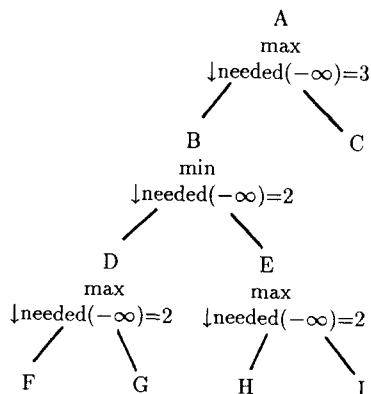 A
max
↓needed(−∞)=3
B C
min
↓needed(−∞)=2
D E
max max
↓needed(−∞)=2 ↓needed(−∞)=2
F G H I